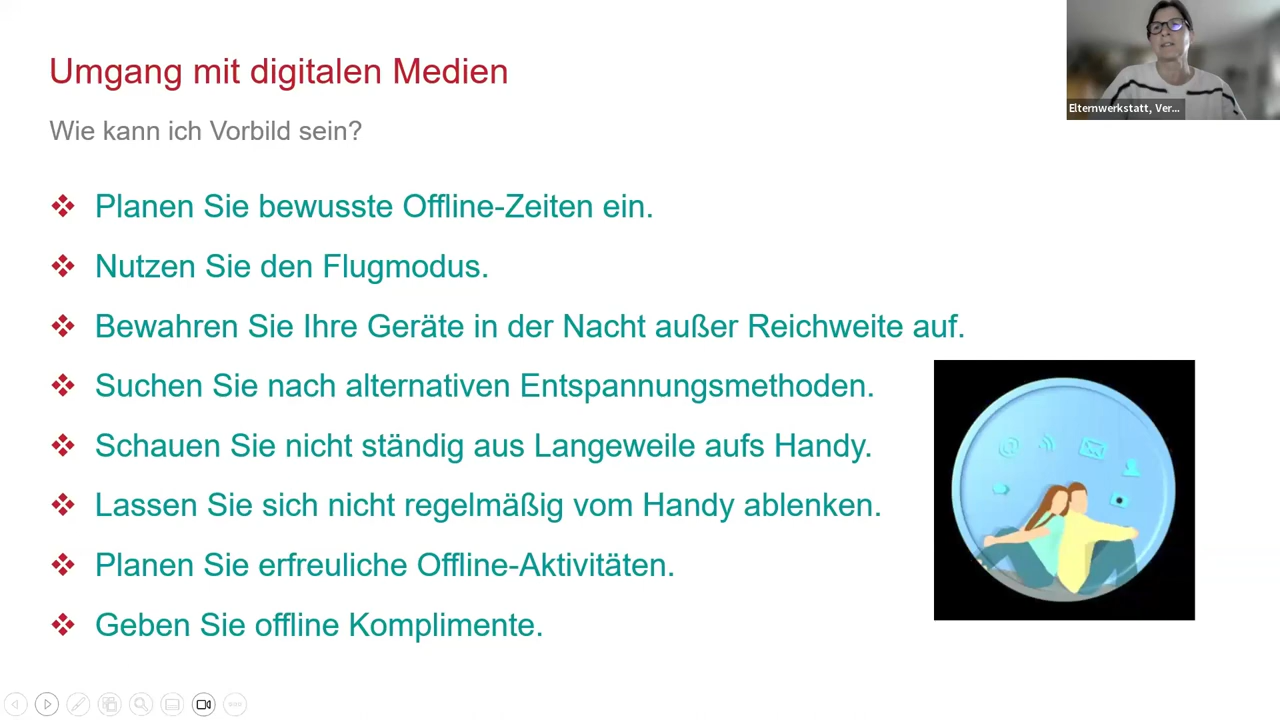 Umgang mit digitalen Medien
Wie kann ich Vorbild sein?
Planen Sie bewusste Offline-Zeiten ein.
Nutzen Sie den Flugmodus.
Bewahren Sie Ihre Geräte in der Nacht außer Reichweite auf.
Suchen Sie nach alternativen Entspannungsmethoden.
Schauen Sie nicht ständig aus Langeweile aufs Handy.
Lassen Sie sich nicht regelmäßig vom Handy ablenken.
Planen Sie erfreuliche Offline-Aktivitäten.
Geben Sie offline Komplimente.
Elternwerkstatt, Ver...